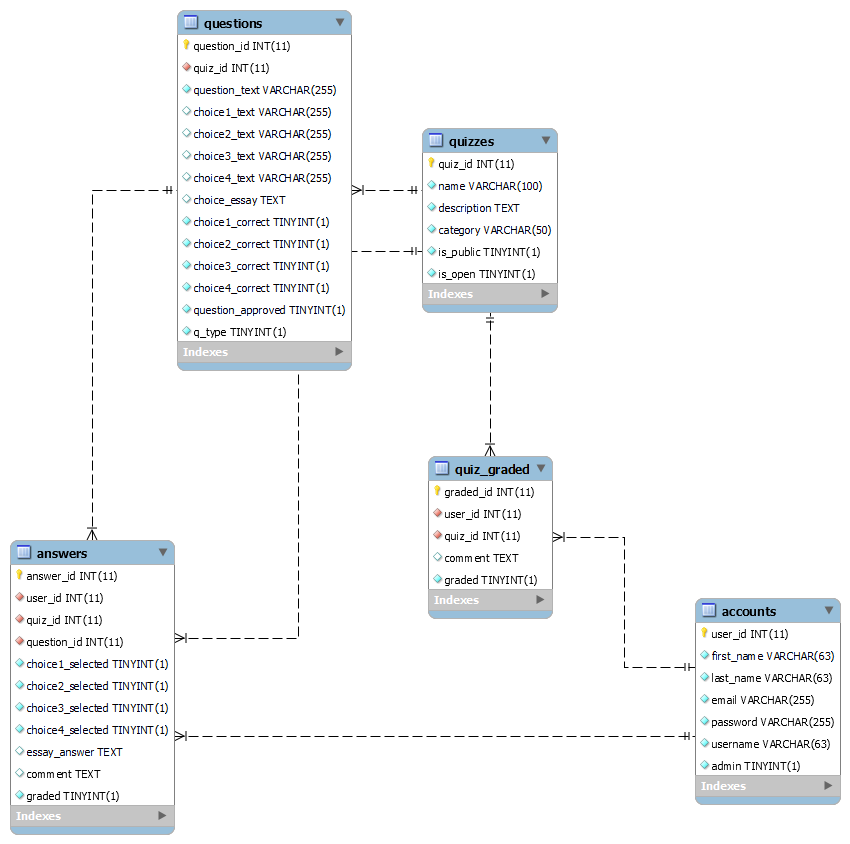 questions
question_id INT(11)
quiz_id INT(11)
question_text VARCHAR(255)
choice1_text VARCHAR(255)
choice2_text VARCHAR(255)
choice3_text VARCHAR(255)
choice4_text VARCHAR(255)
choice_essay TEXT
choice1_correct TINYINT(1)
choice2_correct TINYINT(1)
choice3_correct TINYINT(1)
choice4_correct TINYINT(1)
question_approved TINYINT(1)
q_type TINYINT(1)
Indexes
quizzes
quiz_id INT(11)
name VARCHAR(100)
description TEXT
category VARCHAR(50)
is_public TINYINT(1)
is_open TINYINT(1)
Indexes
quiz_graded
graded_id INT(11)
user_id INT(11)
quiz_id INT(11)
comment TEXT
graded TINYINT(1)
Indexes
answers
answer_id INT(11)
user_id INT(11)
quiz_id INT(11)
question_id INT(11)
choice1_selected TINYINT(1)
choice2_selected TINYINT(1)
choice3_selected TINYINT(1)
choice4_selected TINYINT(1)
essay_answer TEXT
comment TEXT
graded TINYINT(1)
Indexes
accounts
user_id INT(11)
first_name VARCHAR(63)
last_name VARCHAR(63)
email VARCHAR(255)
password VARCHAR(255)
username VARCHAR(63)
admin TINYINT(1)
Indexes